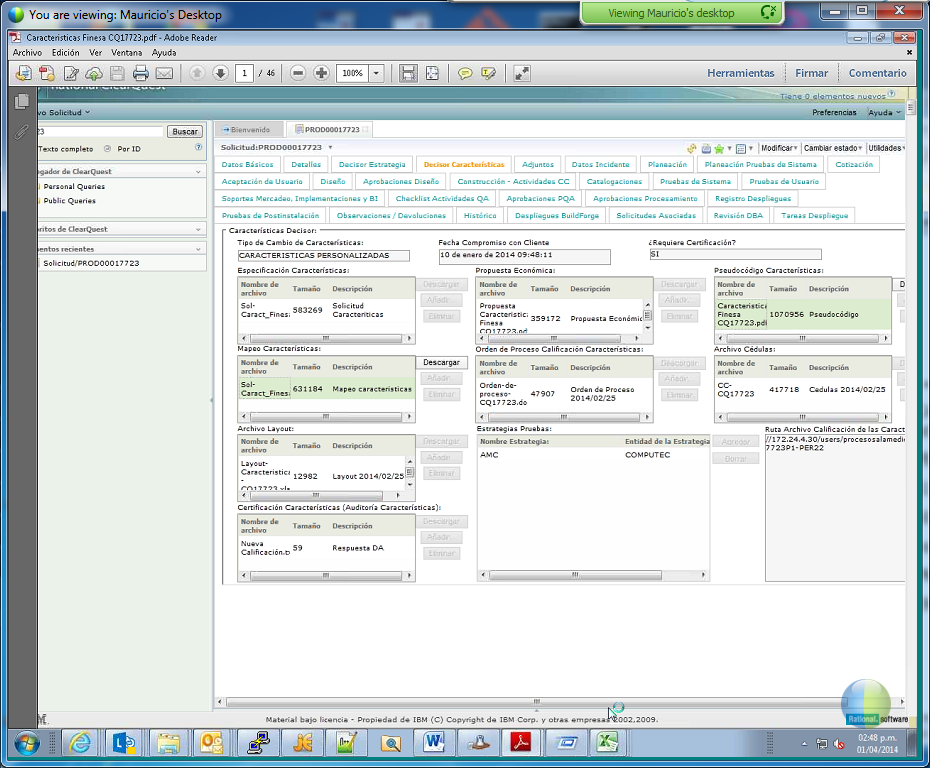 You are viewing: Mauricio's Desktop
Viewing Mauricio's desktop
Caracteristicas Finesa CQ17723.pdf - Adobe Reader
Archivo Edición Ver Ventana Ayuda
1 / 46 100% Herramientas Firmar Comentario
Rational ClearQuest
Tiene 0 elementos nuevos
vo Solicitud Preferencias Ayuda
23 Buscar Bienvenido PROD00017723
Texto completo Por ID Solicitud:PROD00017723 Modificar Cambiar estado Utilidades
Datos Básicos Detalles Decisor Estrategia Decisor Características Adjuntos Datos Incidente Planeación Planeación Pruebas de Sistema Cotización
egador de ClearQuest
Aceptación de Usuario Diseño Aprobaciones Diseño Construcción - Actividades CC Catalogaciones Pruebas de Sistema Pruebas de Usuario
Personal Queries
Soportes Mercadeo, Implementaciones y BI Checklist Actividades QA Aprobaciones PQA Aprobaciones Procesamiento Registro Despliegues
Public Queries
Pruebas de Postinstalación Observaciones / Devoluciones Histórico Despliegues BuildForge Solicitudes Asociadas Revisión DBA Tareas Despliegue
oritos de ClearQuest
mentos recientes
Solicitud/PROD00017723
Características Decisor:
Tipo de Cambio de Características: Fecha Compromiso con Cliente ¿Requiere Certificación?
CARACTERISTICAS PERSONALIZADAS 10 de enero de 2014 09:48:11 SI
Especificación Características: Propuesta Económica: Pseudocódigo Características:
Nombre de archivo Tamaño Descripción Descargar Nombre de archivo Tamaño Descripción Descargar Nombre de archivo Tamaño Descripción D
Sol-Caract_Fines 583269 Solicitud Caracteriticas Añadir... Eliminar
Propuesta Caracteristica Finesa CQ17723.pd 359172 Propuesta Económic Añadir... Eliminar
Caracteristica Finesa CQ17723.pdf 1070956 Pseudocódigo
Mapeo Características: Orden de Proceso Calificación Características: Archivo Cédulas:
Nombre de archivo Tamaño Descripción Descargar Nombre de archivo Tamaño Descripción Descargar Nombre de archivo Tamaño Descripción D
Sol-Caract_Fines 631184 Mapeo características Añadir... Eliminar
Orden-de-proceso-CQ17723.do 47907 Orden de Proceso 2014/02/25 Añadir... Eliminar
CC-CQ17723 417718 Cedulas 2014/02/25
Archivo Layout: Estrategias Pruebas: Ruta Archivo Calificación de las Caract
Nombre de archivo Tamaño Descripción Descargar Nombre Estrategia: Entidad de la Estrategia Agregar //172.24.4.30/users/procesosalamedi
7723P1-PER22
Layout-Caracteristica-CQ17723.xls 12982 Layout 2014/02/25 Añadir... Eliminar AMC COMPUTEC Borrar
Certificación Características (Auditoría Características):
Nombre de archivo Tamaño Descripción Descargar
Nueva Calificación.b 59 Respuesta DA Añadir... Eliminar
Material bajo licencia - Propiedad de IBM (C) Copyright de IBM Corp. y otras empresas 2002,2009.
Rational. software
02:48 p.m.
01/04/2014